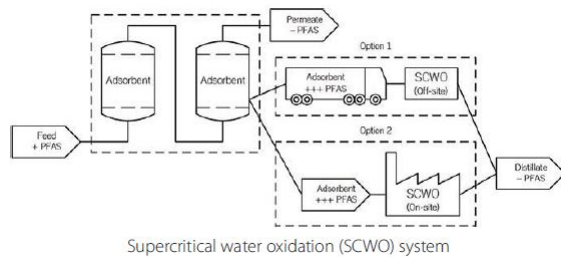 Permeate
– PFAS
Option 1
Adsorbent
Adsorbent
Adsorbent
+++ PFAS
SCWO
(Off-site)
Feed
+ PFAS
Option 2
Distillate
– PFAS
Adsorbent
+++ PFAS
SCWO
(On-site)
Supercritical water oxidation (SCWO) system